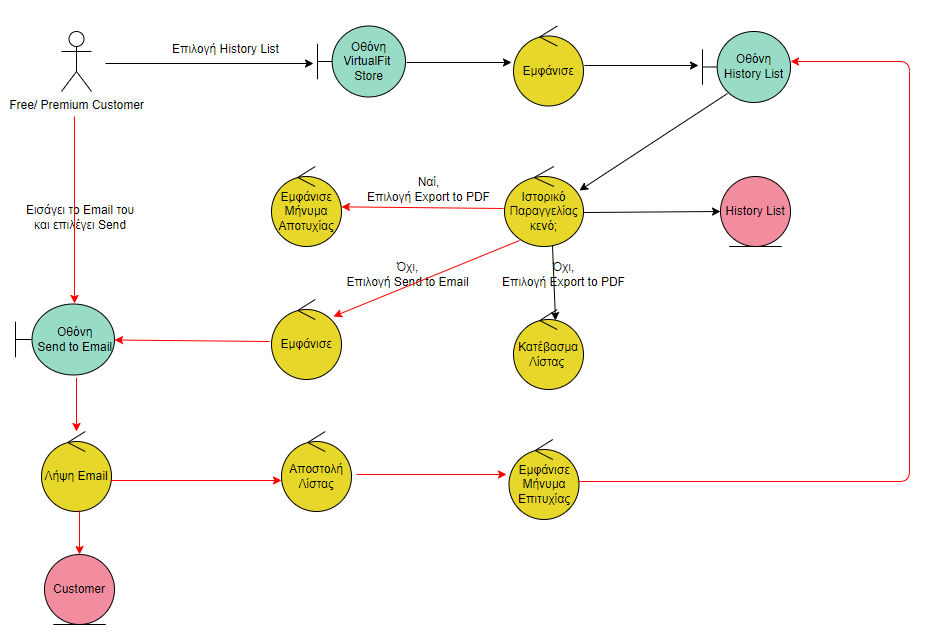 Επιλογή History List
Οθόνη
VirtualFit
Store
Εμφάνισε
Οθόνη
History List
Free/ Premium Customer
Ναί,
Επιλογή Export to PDF
Εμφάνισε
Μήνυμα
Αποτυχίας
Ιστορικό
Παραγγελίας
κενό;
History List
Εισάγει το Email του
και επιλέγει Send
Όχι,
Επιλογή Send to Email
Όχι,
Επιλογή Export to PDF
Οθόνη
Send to Email
Εμφάνισε
Κατέβασμα
Λίστας
Λήψη Email
Αποστολή
Λίστας
Εμφάνισε
Μήνυμα
Επιτυχίας
Customer